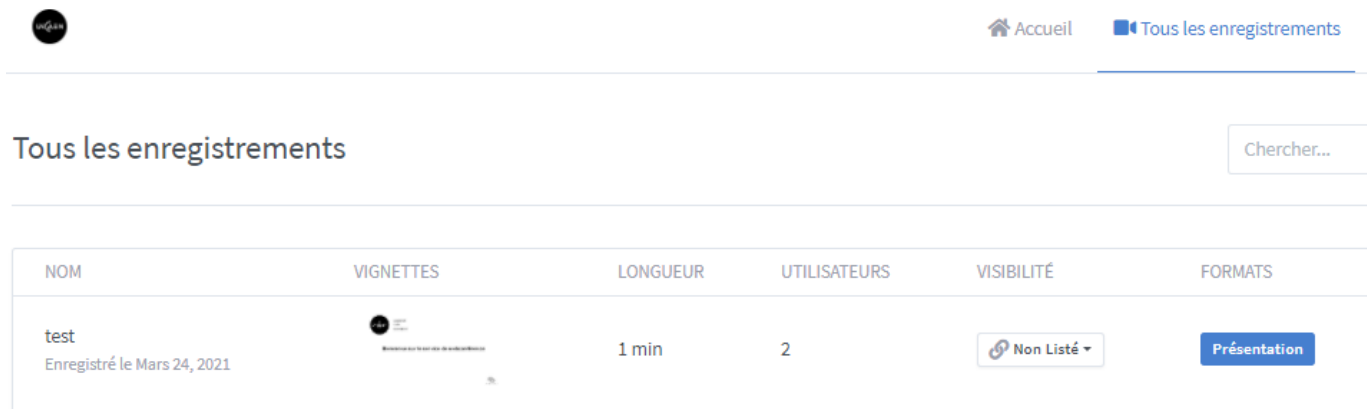 Accueil Tous les enregistrements
Tous les enregistrements
Chercher...
NOM VIGNETTES LONGUEUR UTILISATEURS VISIBILITÉ FORMATS
test
Enregistré le Mars 24, 2021
1 min 2 Non Listé Présentation